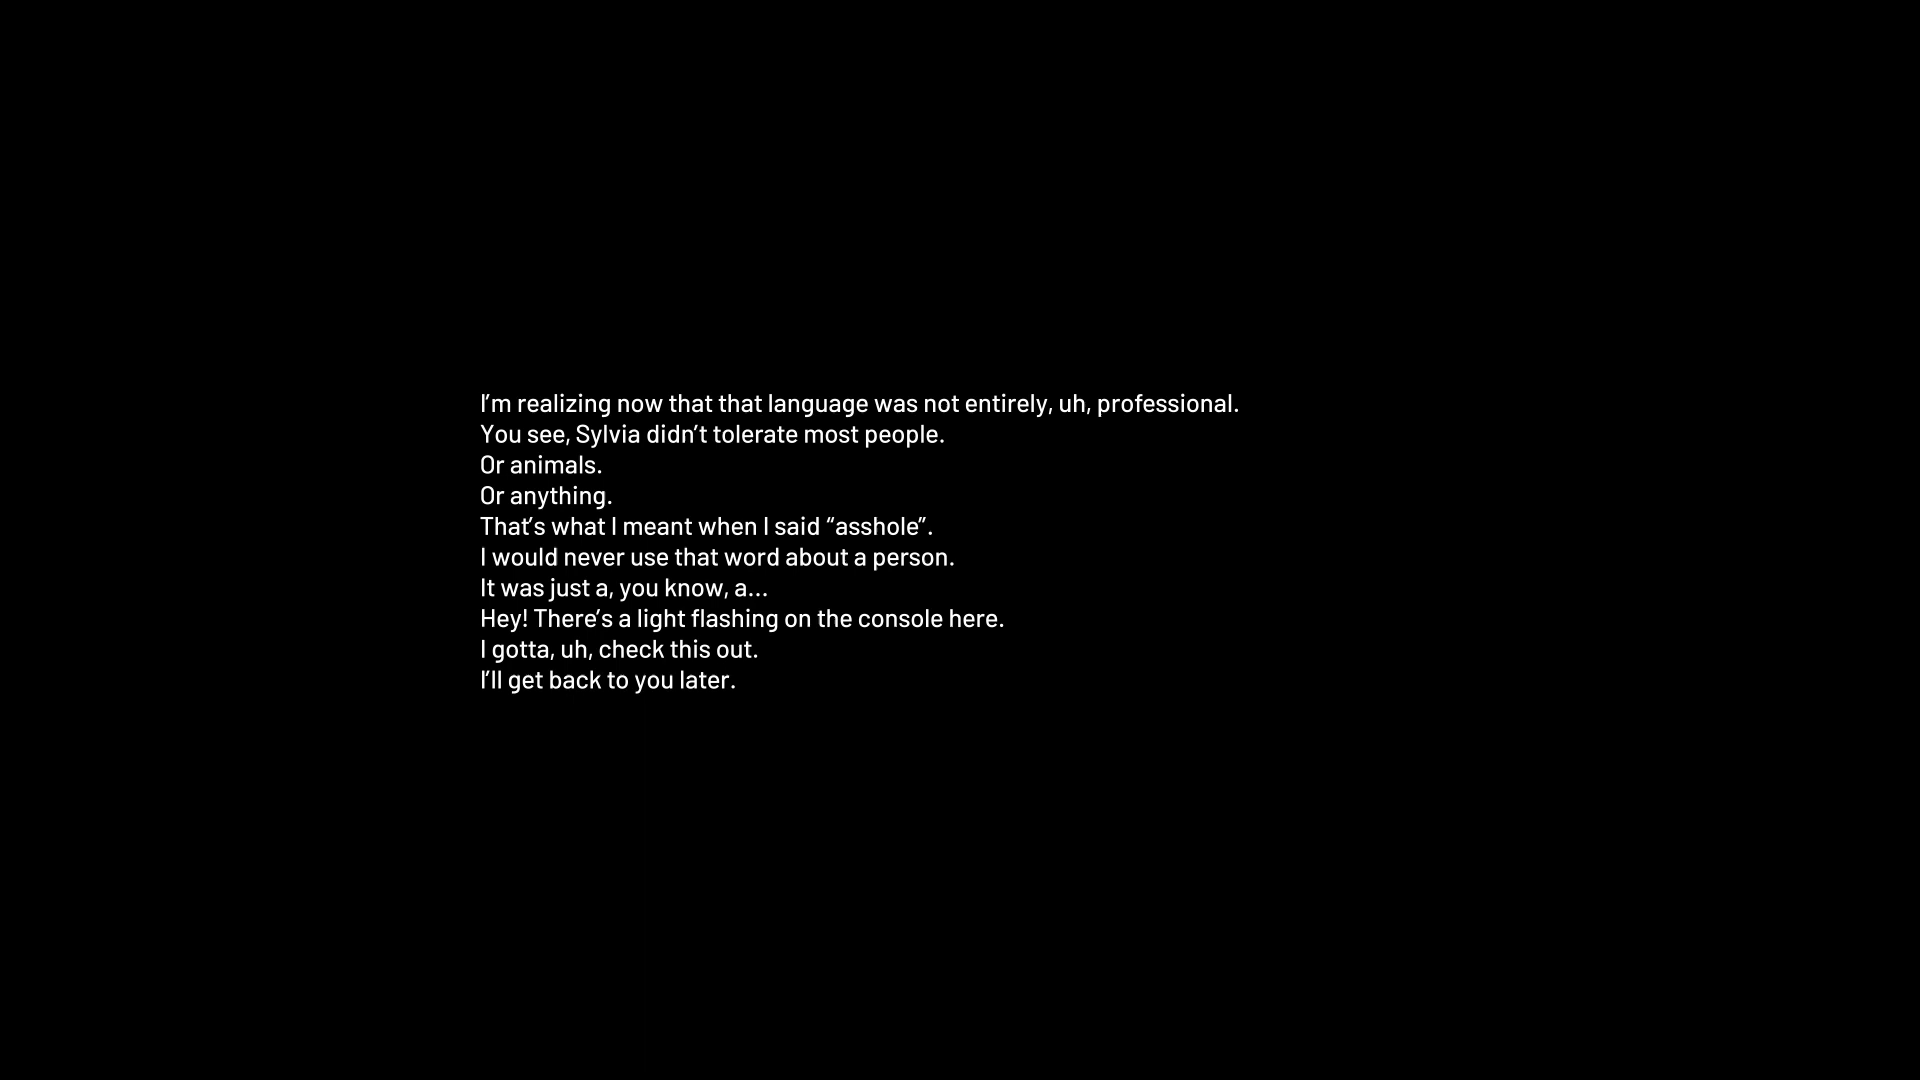 I’m realizing now that that language was not entirely, uh, professional.
You see, Sylvia didn’t tolerate most people.
Or animals.
Or anything.
That’s what I meant when I said “asshole”.
I would never use that word about a person.
It was just a, you know, a...
Hey! There’s a light flashing on the console here.
I gotta, uh, check this out.
I’ll get back to you later.